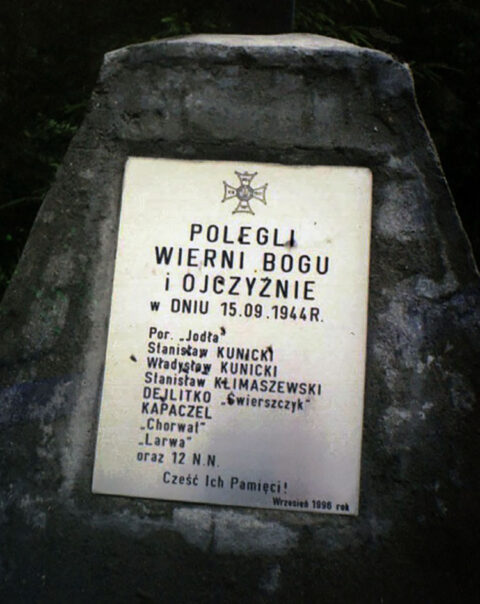 POLEGLI
WIERNI BOGU
i OJCZYŹNIE
w DNIU 15.09.1944R.
Por. „Jodła"
Stanisław KUNICKI
Władysław KUNICKI
Stanisław KŁIMASZEWSKI
DEJLITKO „Świerszczyk"
KAPACZEL
„Chorwat"
„Larwa"
oraz 12 N.N.
Cześć Ich Pamięci!
Wrzesień 1996 rok